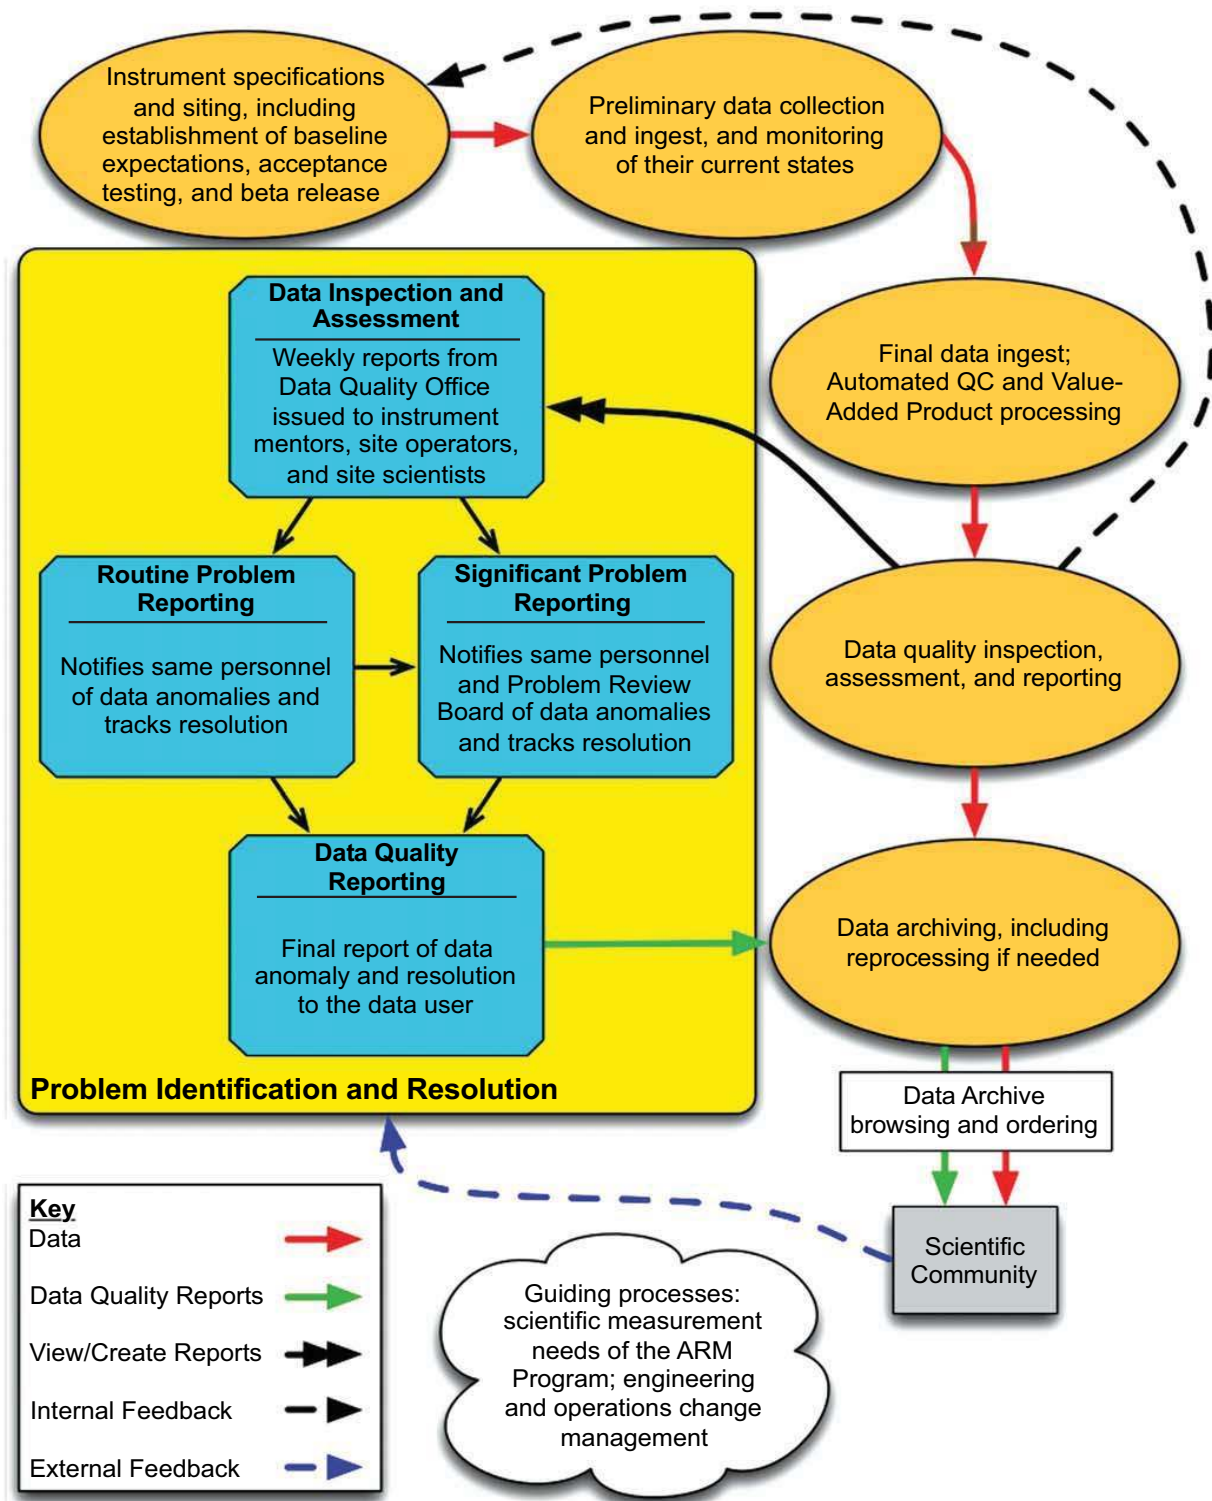 Instrument specifications
and siting, including
establishment of baseline
expectations, acceptance
testing, and beta release
Preliminary data collection
and ingest, and monitoring
of their current states
Final data ingest;
Automated QC and Value-
Added Product processing
Data quality inspection,
assessment, and reporting
Data archiving, including
reprocessing if needed
Data Archive
browsing and ordering
Scientific
Community
Data Inspection and
Assessment
Weekly reports from
Data Quality Office
issued to instrument
mentors, site operators,
and site scientists
Routine Problem
Reporting
Notifies same personnel
of data anomalies and
tracks resolution
Significant Problem
Reporting
Notifies same personnel
and Problem Review
Board of data anomalies
and tracks resolution
Data Quality
Reporting
Final report of data
anomaly and resolution
to the data user
Problem Identification and Resolution
Key
Data
Data Quality Reports
View/Create Reports
Internal Feedback
External Feedback
Guiding processes:
scientific measurement
needs of the ARM
Program; engineering
and operations change
management